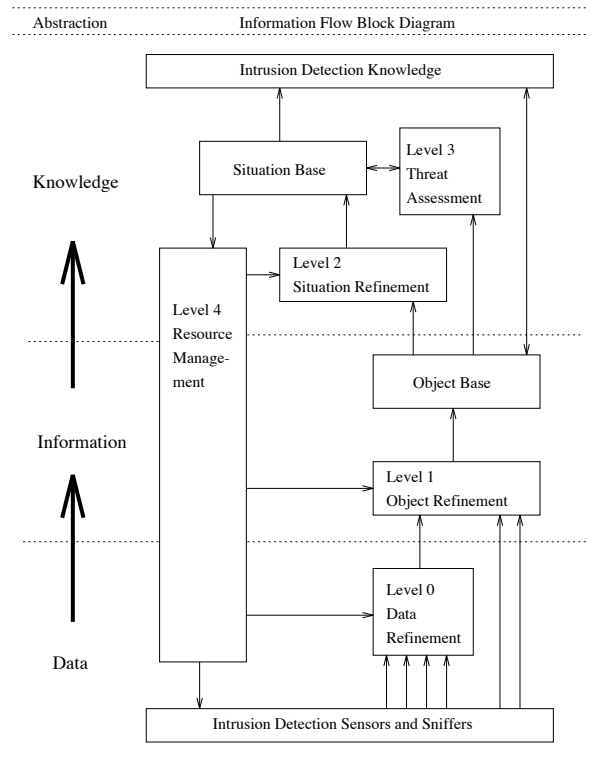 Abstraction
Information Flow Block Diagram
Intrusion Detection Knowledge
Situation Base
Level 3
Threat
Assessment
Knowledge
Level 2
Situation Refinement
Level 4
Resource
Manage-
ment
Object Base
Information
Level 1
Object Refinement
Level 0
Data
Refinement
Data
Intrusion Detection Sensors and Sniffers